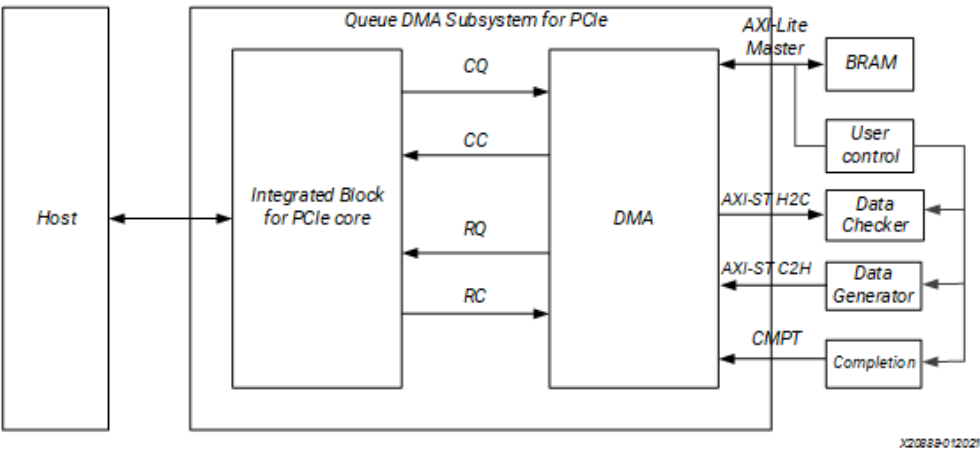 Queue DMA Subsystem for PCIe
AXI-Lite
Master
CQ
BRAM
User
control
CC
Integrated Block
for PCIe core
Host
DMA
AXI-ST H2C
Data
Checker
RQ
AXI-ST C2H
Data
Generator
RC
CMPT
Completion
X20889-012021